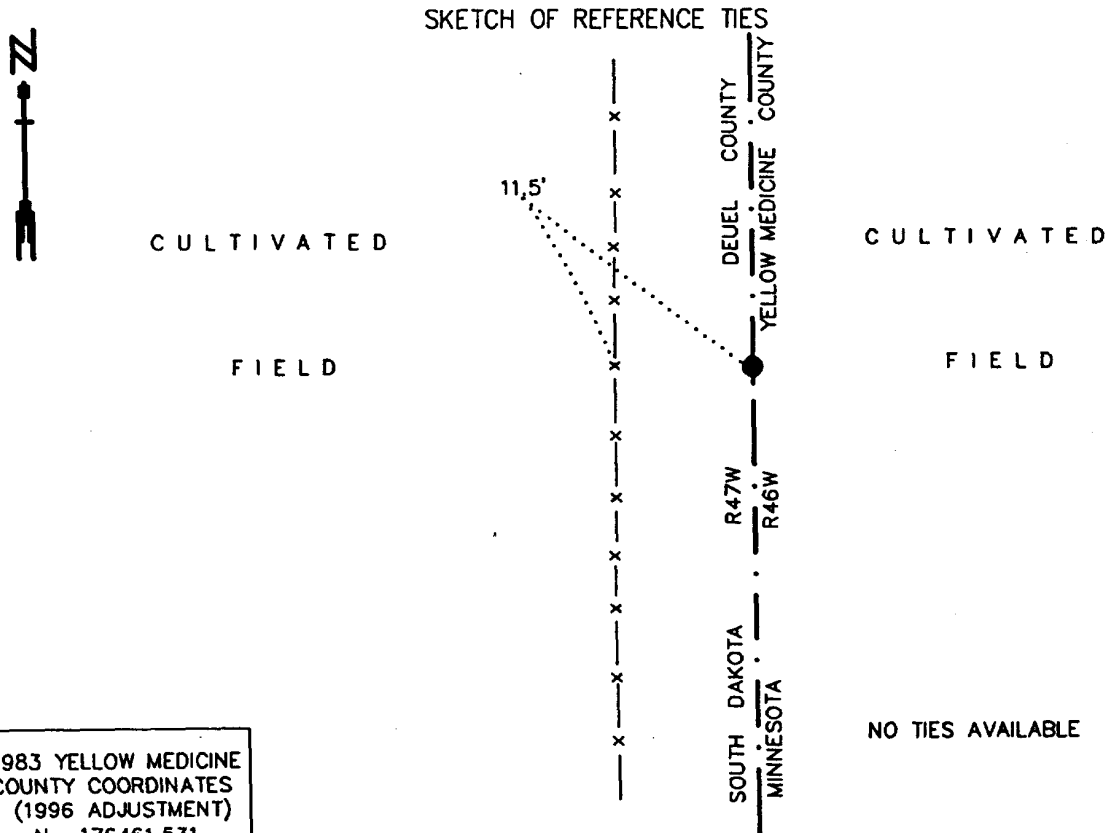 SKETCH OF REFERENCE TIES
N
DEUEL COUNTY
YELLOW MEDICINE COUNTY
11.5'
CULTIVATED
FIELD
CULTIVATED
FIELD
R47W
R46W
SOUTH DAKOTA
MINNESOTA
NO TIES AVAILABLE
983 YELLOW MEDICINE
COUNTY COORDINATES
(1996 ADJUSTMENT)